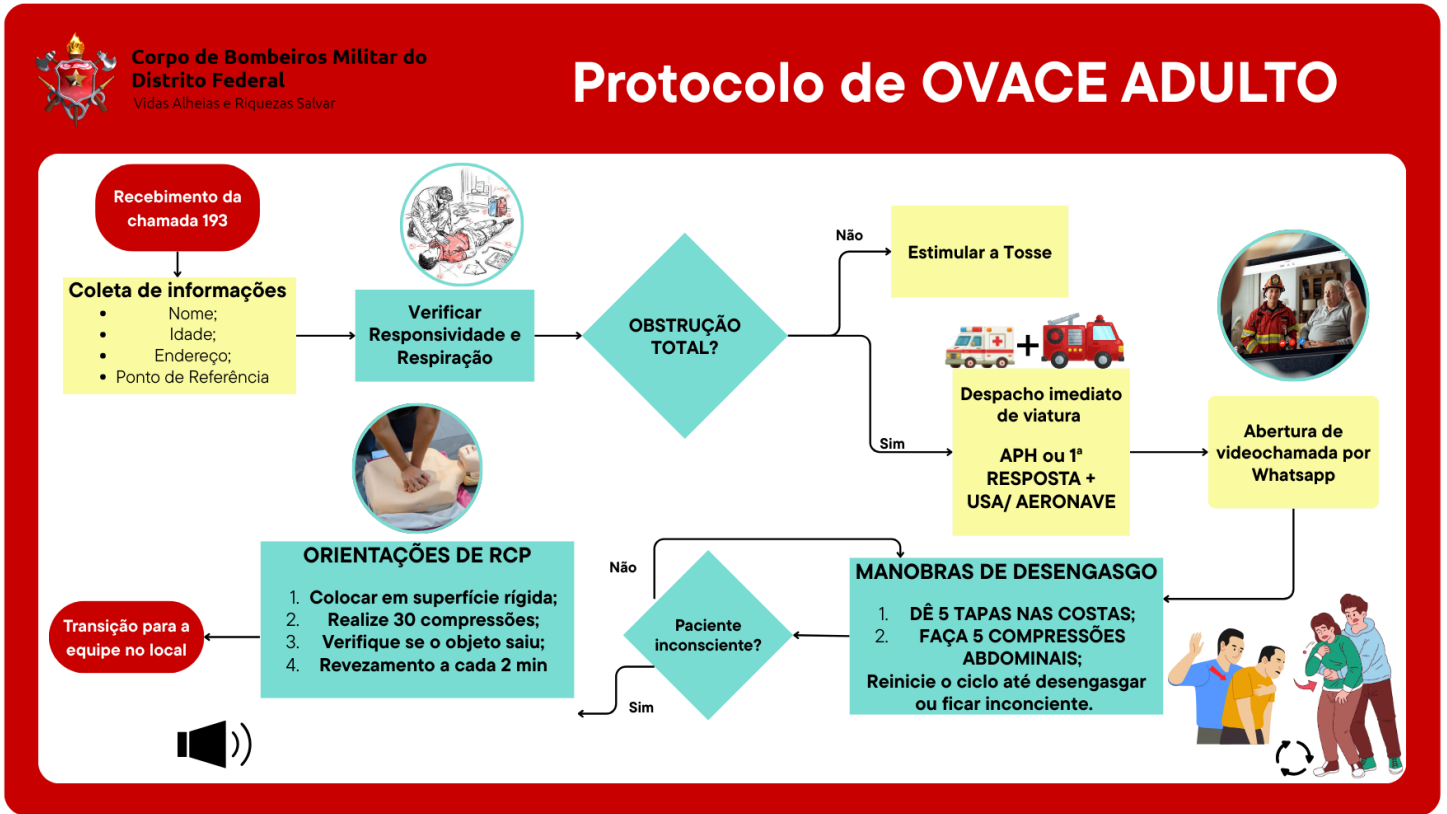 Corpo de Bombeiros Militar do
Distrito Federal
Vidas Alheias e Riquezas Salvar
Protocolo de OVACE ADULTO
Recebimento da
chamada 193
Coleta de informações
• Nome;
• Idade;
• Endereço;
• Ponto de Referência
Verificar
Responsividade e
Respiração
OBSTRUÇÃO
TOTAL?
Não
Estimular a Tosse
Sim
Despacho imediato
de viatura
APH ou 1ª
RESPOSTA +
USA/ AERONAVE
Abertura de
videochamada por
Whatsapp
MANOBRAS DE DESENGASGO
1. DÊ 5 TAPAS NAS COSTAS;
2. FAÇA 5 COMPRESSÕES
ABDOMINAIS;
Reinicie o ciclo até desengasgar
ou ficar inconciente.
Paciente
inconsciente?
Não
Sim
ORIENTAÇÕES DE RCP
1. Colocar em superfície rígida;
2. Realize 30 compressões;
3. Verifique se o objeto saiu;
4. Revezamento a cada 2 min
Transição para a
equipe no local